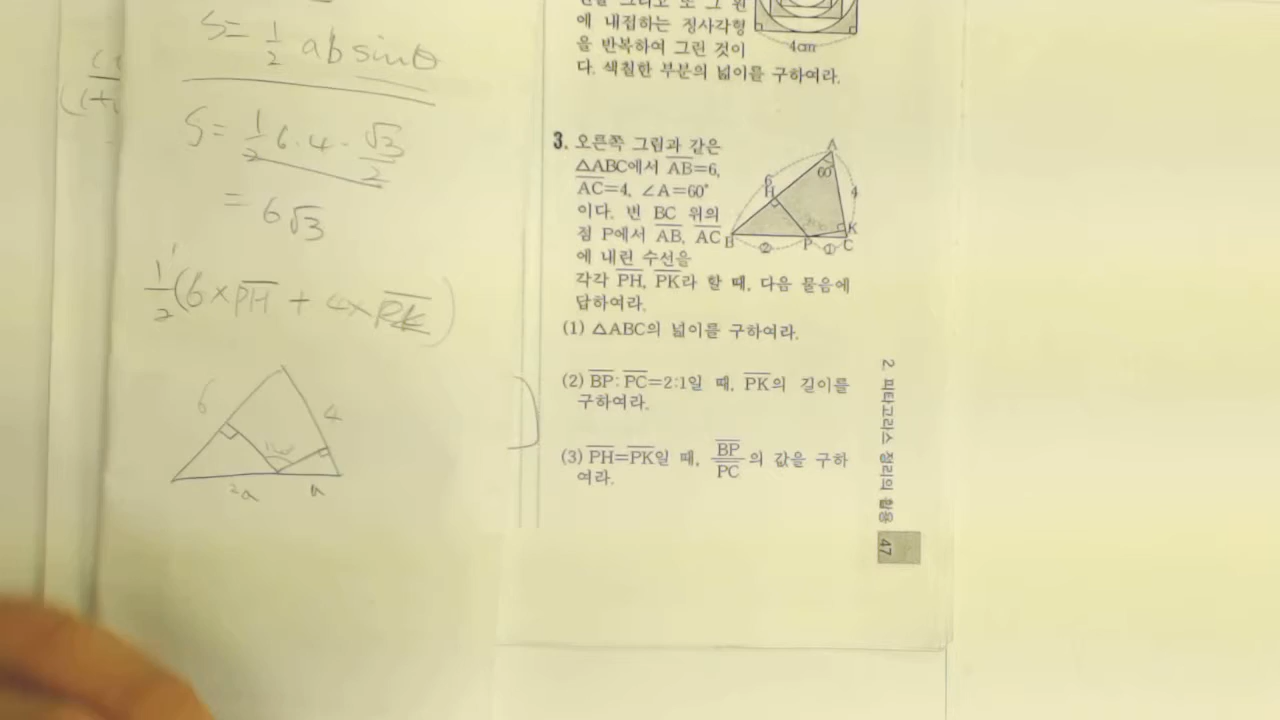 S = 1/2 ab sinθ
S = 1/2 6 · 4 · √3/2
= 6√3
1/2 (6 × PH + 4 × PK)
6
4
2a
a
에 내접하는 정사각형
을 반복하여 그린 것이
다. 색칠한 부분의 넓이를 구하여라.
4cm
3. 오른쪽 그림과 같은
△ABC에서 AB=6,
AC=4, ∠A=60°
이다. 변 BC 위의
점 P에서 AB, AC
에 내린 수선을
각각 PH, PK라 할 때, 다음 물음에
답하여라.
A
60°
6
H
4
K
B
②
P
①
C
(1) △ABC의 넓이를 구하여라.
(2) BP:PC=2:1일 때, PK의 길이를
구하여라.
(3) PH=PK일 때, BP/PC의 값을 구하
여라.
2. 피타고라스 정리의 활용
47